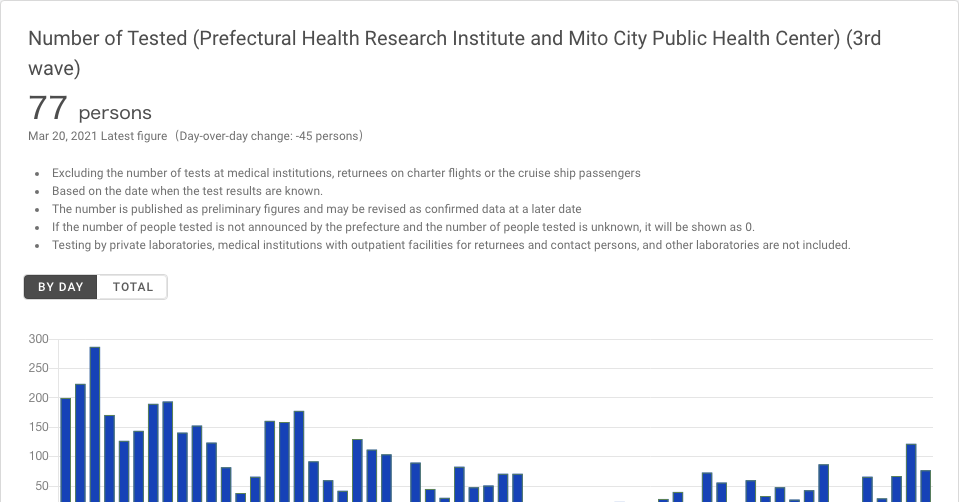 Number of Tested (Prefectural Health Research Institute and Mito City Public Health Center) (3rd
wave)
77 persons
Mar 20, 2021 Latest figure（Day-over-day change: -45 persons）
• Excluding the number of tests at medical institutions, returnees on charter flights or the cruise ship passengers
• Based on the date when the test results are known.
• The number is published as preliminary figures and may be revised as confirmed data at a later date
• If the number of people tested is not announced by the prefecture and the number of people tested is unknown, it will be shown as 0.
• Testing by private laboratories, medical institutions with outpatient facilities for returnees and contact persons, and other laboratories are not included.
BY DAY TOTAL
300
250
200
150
100
50